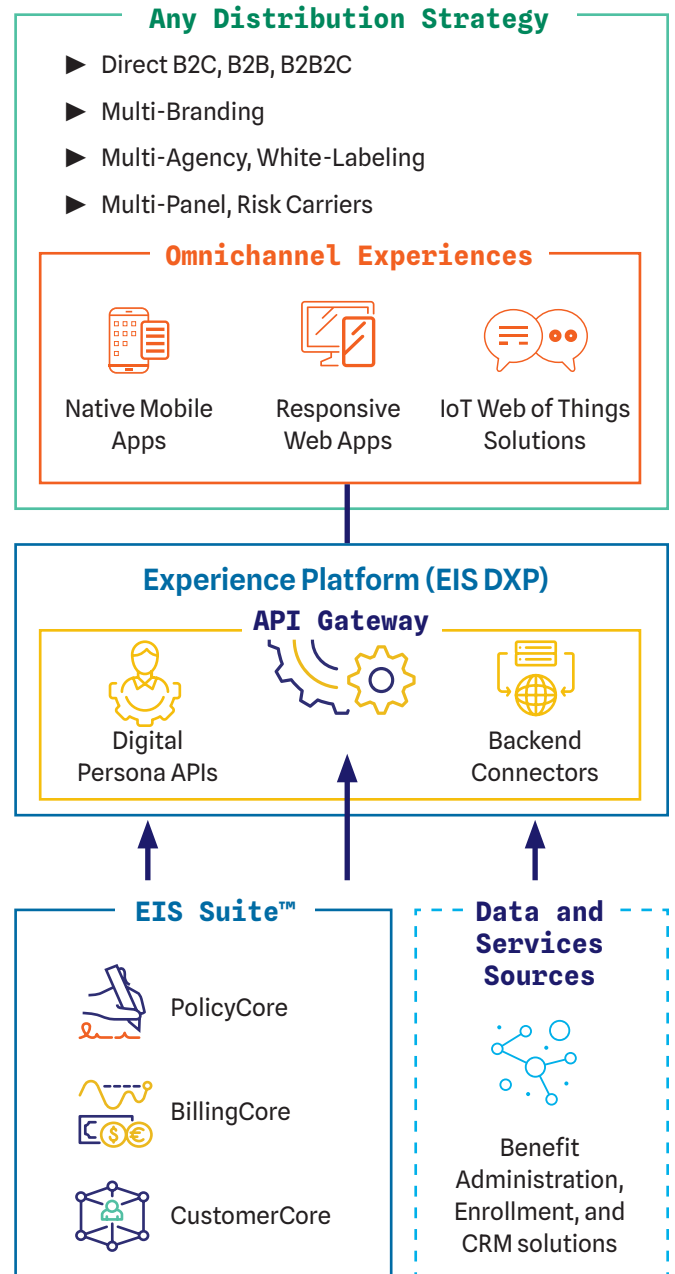 Any Distribution Strategy
► Direct B2C, B2B, B2B2C
► Multi-Branding
► Multi-Agency, White-Labeling
► Multi-Panel, Risk Carriers
Omnichannel Experiences
Native Mobile
Apps
Responsive
Web Apps
IoT Web of Things
Solutions
Experience Platform (EIS DXP)
API Gateway
Digital
Persona APIs
Backend
Connectors
EIS Suite™
PolicyCore
BillingCore
CustomerCore
Data and
Services
Sources
Benefit
Administration,
Enrollment, and
CRM solutions